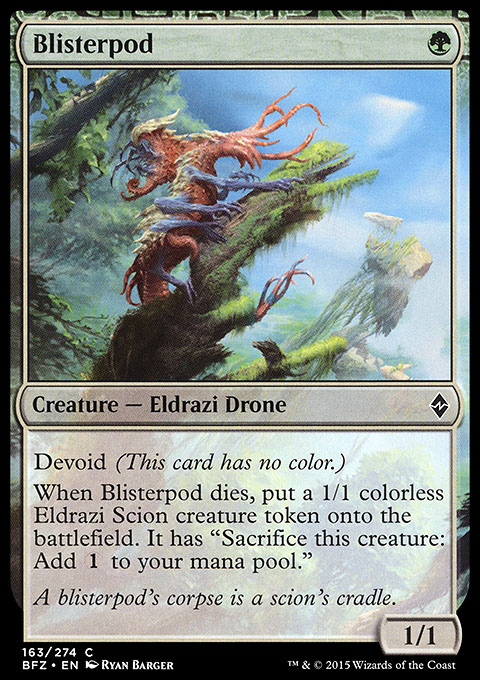 Blisterpod
Creature — Eldrazi Drone
Devoid (This card has no color.)
When Blisterpod dies, put a 1/1 colorless
Eldrazi Scion creature token onto the
battlefield. It has “Sacrifice this creature:
Add 1 to your mana pool.”
A blisterpod’s corpse is a scion’s cradle.
1/1
163/274 C
BFZ • EN Ryan Barger
™ & © 2015 Wizards of the Coast